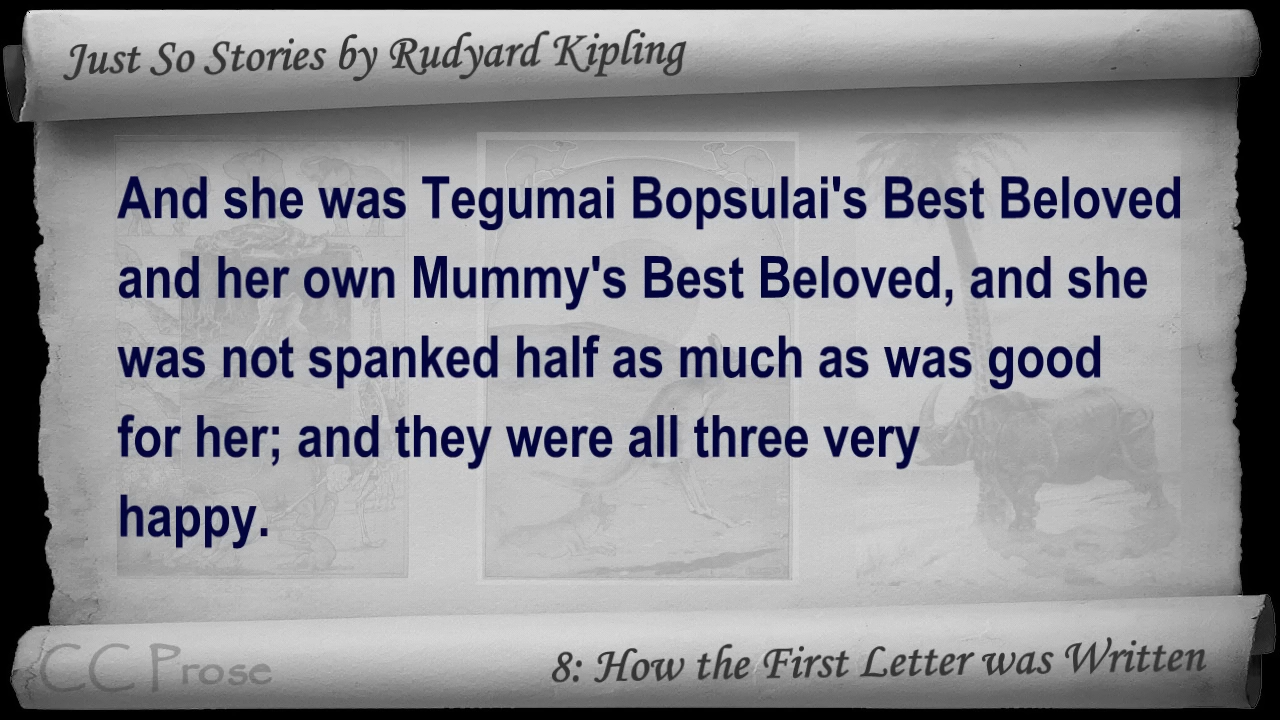 Just So Stories by Rudyard Kipling
And she was Tegumai Bopsulai's Best Beloved
and her own Mummy's Best Beloved, and she
was not spanked half as much as was good
for her; and they were all three very
happy.
CC Prose
8: How the First Letter was Written